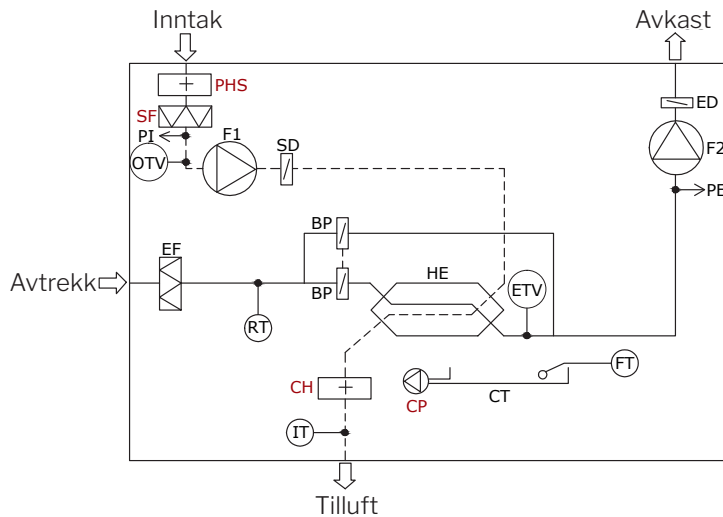 Inntak
Avkast
PHS
ED
SF
F1
SD
PI
OTV
F2
PE
BP
EF
HE
ETV
Avtrekk
BP
RT
FT
CH
CP
CT
IT
Tilluft